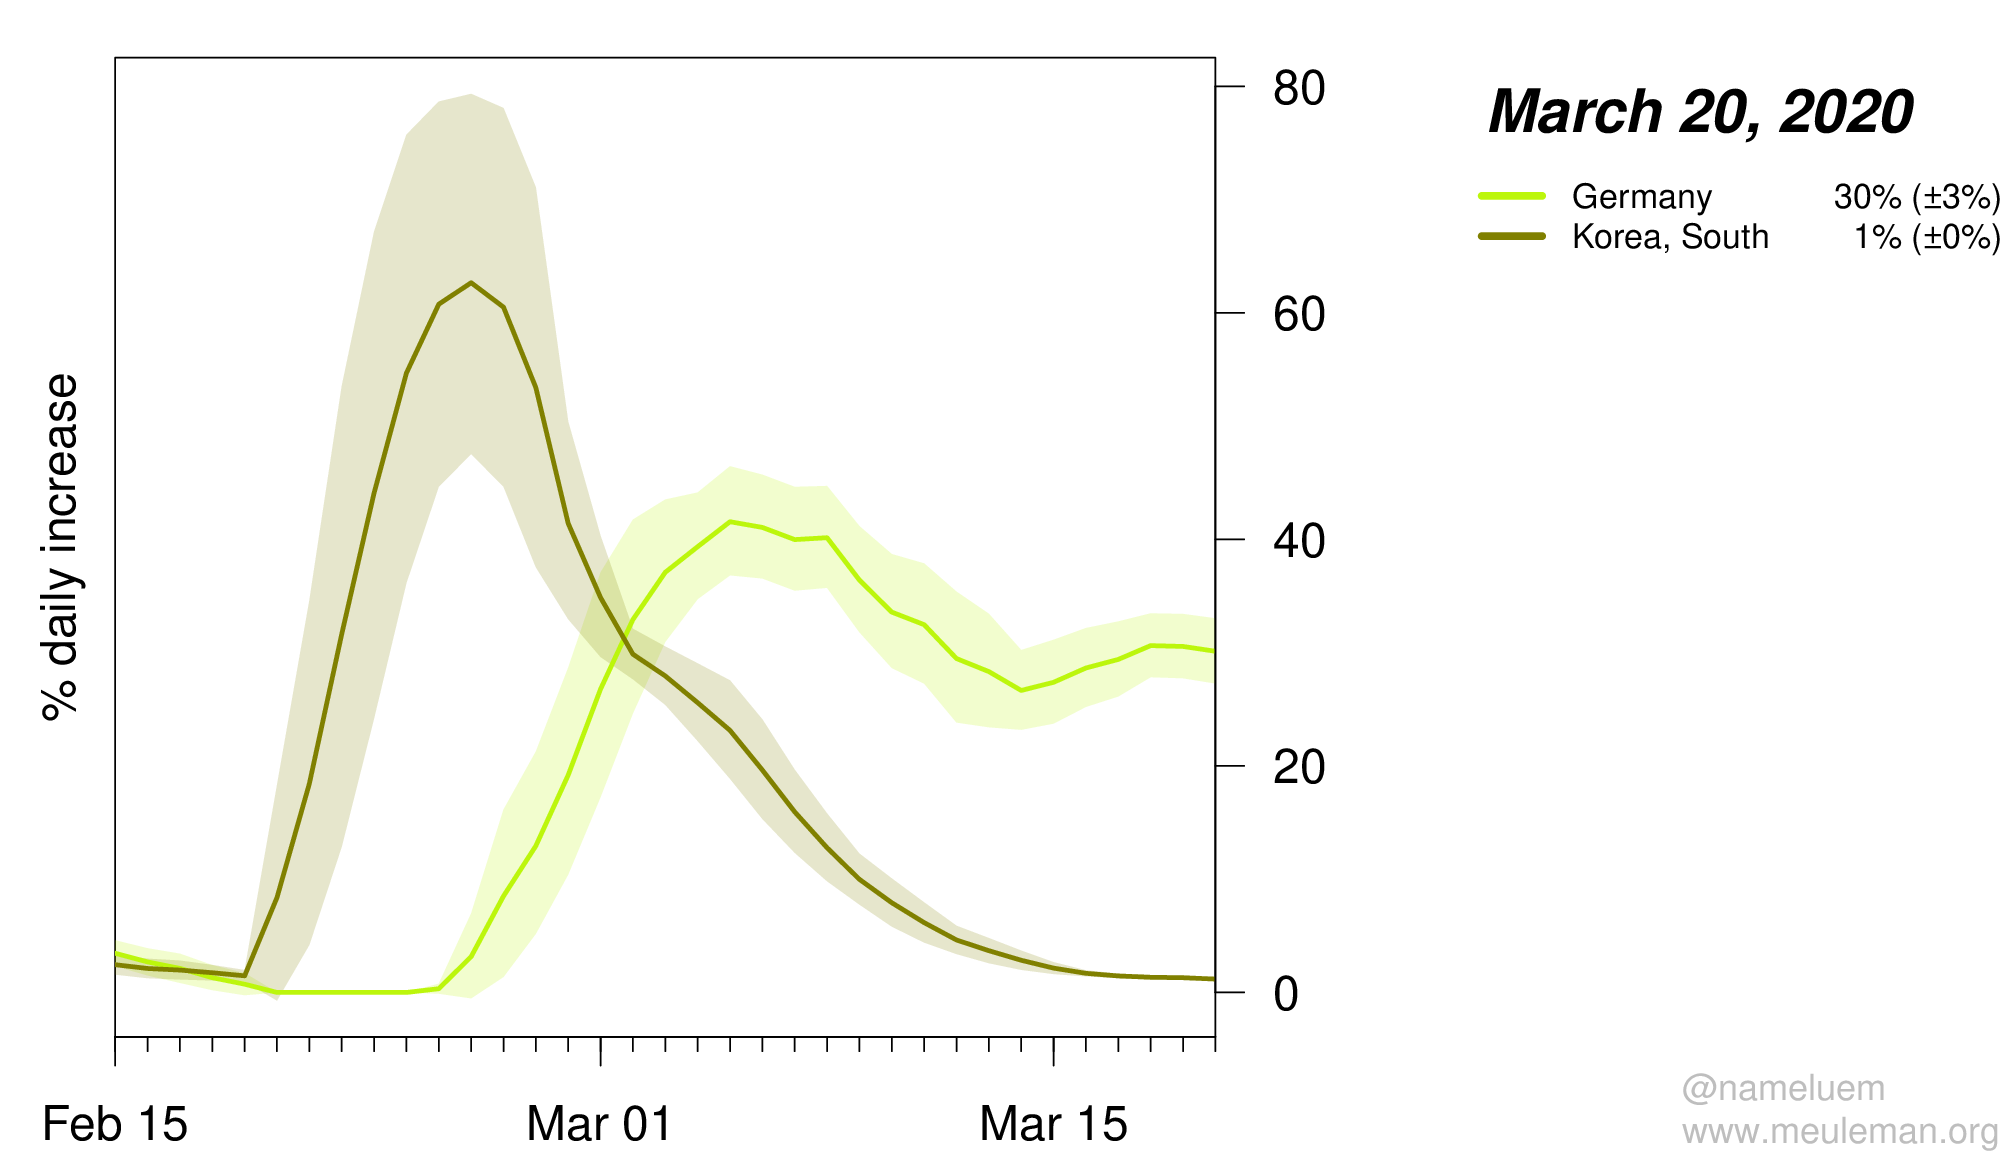 March 20, 2020
Germany 30% (±3%)
Korea, South 1% (±0%)
% daily increase
80
60
40
20
0
Feb 15 Mar 01 Mar 15
@nameluem
www.meuleman.org